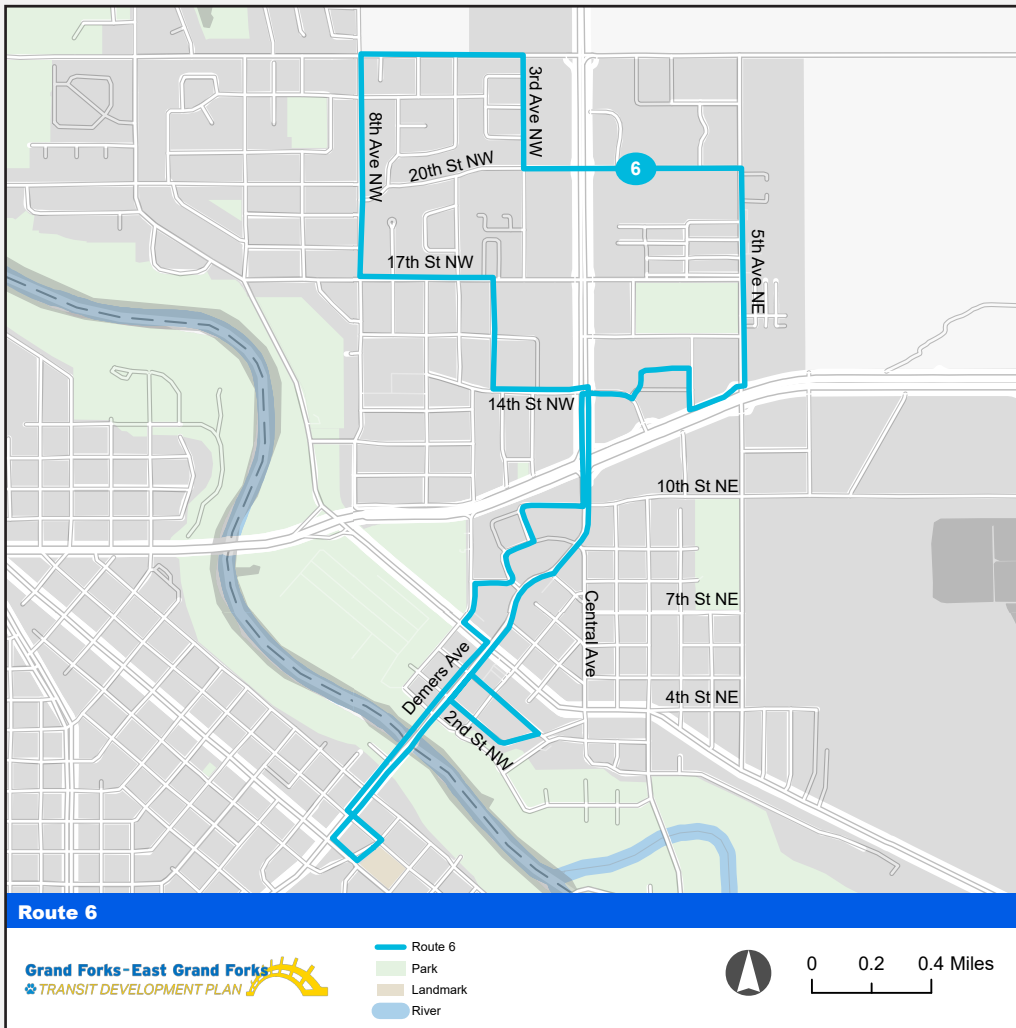 3rd Ave NW
8th Ave NW
20th St NW
6
5th Ave NE
17th St NW
14th St NW
10th St NE
7th St NE
Central Ave
Demers Ave
4th St NE
2nd St NW
Route 6
Grand Forks-East Grand Forks
TRANSIT DEVELOPMENT PLAN
Route 6
Park
Landmark
River
0 0.2 0.4 Miles